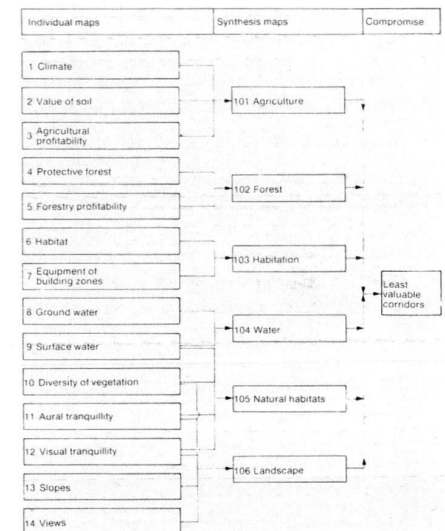 Individual maps
Synthesis maps
Compromise
1 Climate
2 Value of soil
3 Agricultural
profitability
4 Protective forest
5 Forestry profitability
6 Habitat
7 Equipment of
building zones
8 Ground water
9 Surface water
10 Diversity of vegetation
11 Aural tranquillity
12 Visual tranquillity
13 Slopes
14 Views
101 Agriculture
102 Forest
103 Habitation
104 Water
105 Natural habitats
106 Landscape
Least
valuable
corridors